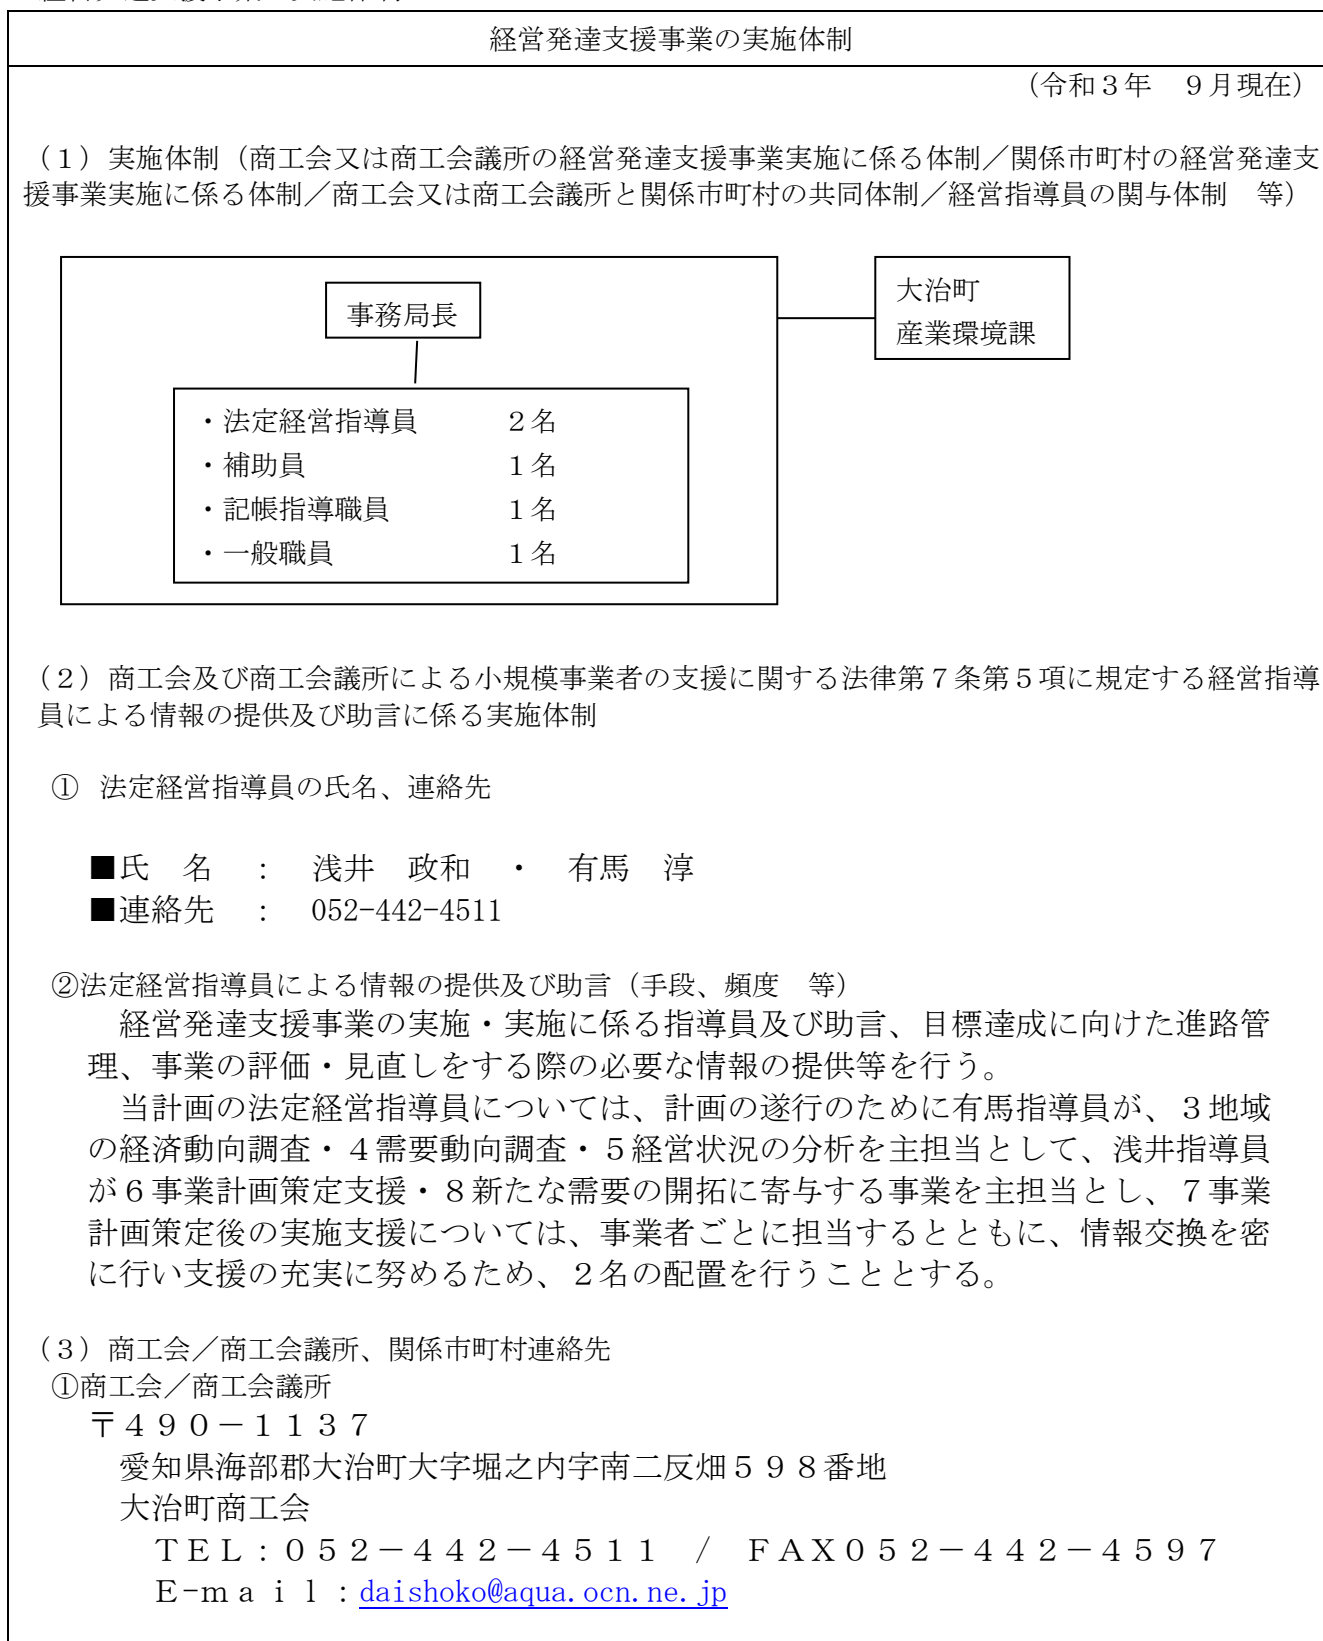 経営発達支援事業の実施体制
（令和３年　９月現在）
（１）実施体制（商工会又は商工会議所の経営発達支援事業実施に係る体制／関係市町村の経営発達支
援事業実施に係る体制／商工会又は商工会議所と関係市町村の共同体制／経営指導員の関与体制　等）
事務局長
大治町
産業環境課
・法定経営指導員　２名
・補助員　１名
・記帳指導職員　１名
・一般職員　１名
（２）商工会及び商工会議所による小規模事業者の支援に関する法律第７条第５項に規定する経営指導
員による情報の提供及び助言に係る実施体制
① 法定経営指導員の氏名、連絡先
■氏　名　：　浅井　政和　・　有馬　淳
■連絡先　：　052-442-4511
②法定経営指導員による情報の提供及び助言（手段、頻度　等）
経営発達支援事業の実施・実施に係る指導員及び助言、目標達成に向けた進路管
理、事業の評価・見直しをする際の必要な情報の提供等を行う。
当計画の法定経営指導員については、計画の遂行のために有馬指導員が、３地域
の経済動向調査・４需要動向調査・５経営状況の分析を主担当として、浅井指導員
が６事業計画策定支援・８新たな需要の開拓に寄与する事業を主担当とし、７事業
計画策定後の実施支援については、事業者ごとに担当するとともに、情報交換を密
に行い支援の充実に努めるため、２名の配置を行うこととする。
（３）商工会／商工会議所、関係市町村連絡先
①商工会／商工会議所
〒４９０－１１３７
愛知県海部郡大治町大字堀之内字南二反畑５９８番地
大治町商工会
ＴＥＬ：０５２－４４２－４５１１　/　ＦＡＸ０５２－４４２－４５９７
Ｅ-ｍａｉｌ：daishoko@aqua.ocn.ne.jp